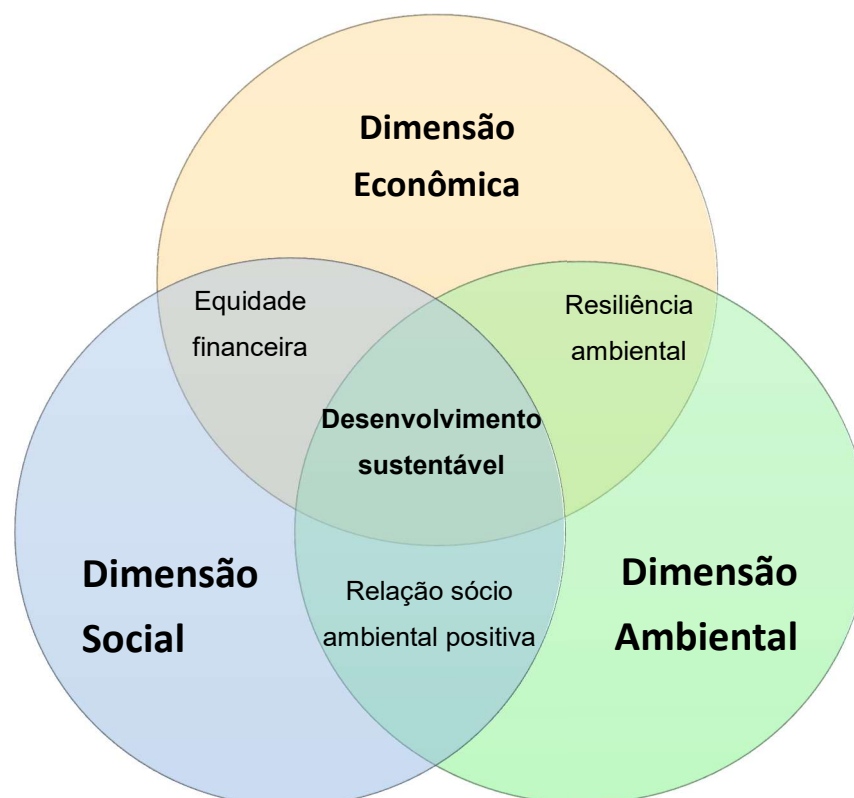 Dimensão
Econômica
Equidade
financeira
Resiliência
ambiental
Desenvolvimento
sustentável
Dimensão
Social
Relação sócio
ambiental positiva
Dimensão
Ambiental